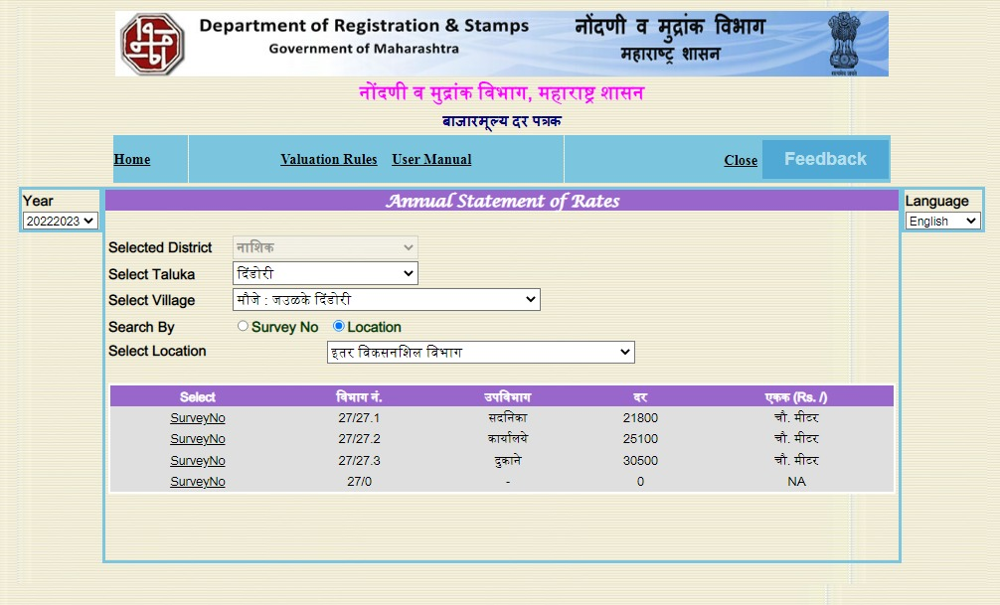 Department of Registration & Stamps
Government of Maharashtra
नोंदणी व मुद्रांक विभाग
महाराष्ट्र शासन
नोंदणी व मुद्रांक विभाग, महाराष्ट्र शासन
बाजारमूल्य दर पत्रक
Home Valuation Rules User Manual Close Feedback
Year
20222023
Annual Statement of Rates
Language
English
Selected District नाशिक
Select Taluka दिंडोरी
Select Village मौजे : जउळके दिंडोरी
Search By Survey No Location
Select Location इतर विकसनशिल विभाग
Select विभाग नं. उपविभाग दर एकक (Rs. /)
SurveyNo 27/27.1 सदनिका 21800 चौ. मीटर
SurveyNo 27/27.2 कार्यालये 25100 चौ. मीटर
SurveyNo 27/27.3 दुकाने 30500 चौ. मीटर
SurveyNo 27/0 - 0 NA